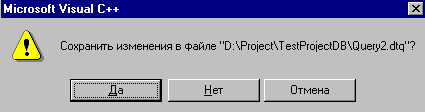 Microsoft Visual C++
Сохранить изменения в файле "D:\Project\TestProjectDB\Query2.dtq"?
Да Нет Отмена